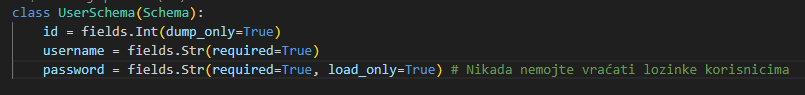 class UserSchema(Schema):
    id = fields.Int(dump_only=True)
    username = fields.Str(required=True)
    password = fields.Str(required=True, load_only=True) # Nikada nemojte vraćati lozinke korisnicima